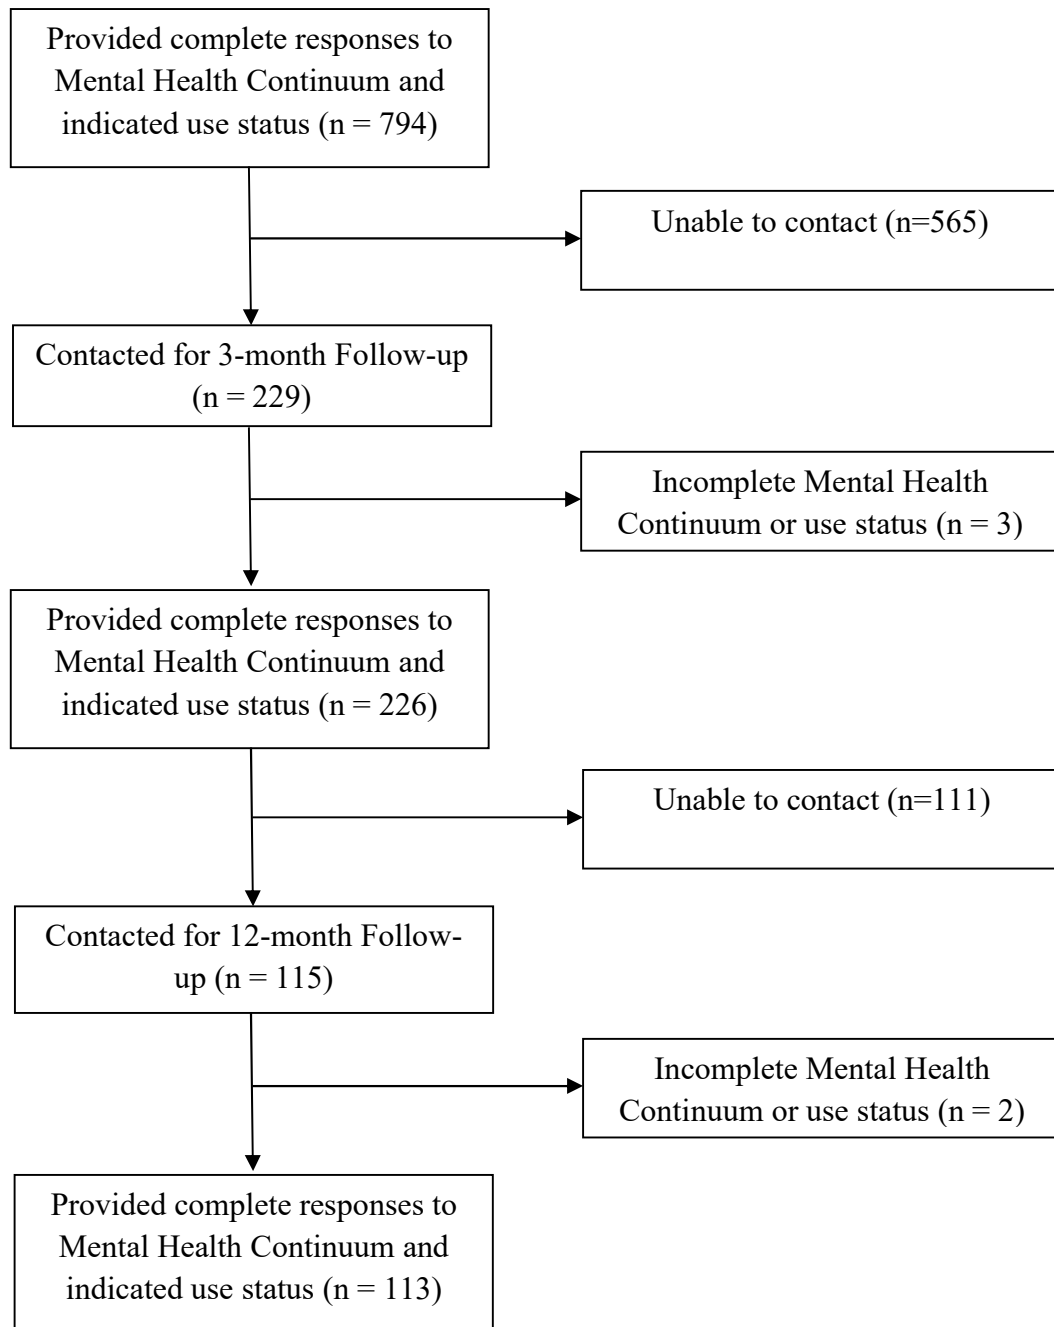 Provided complete responses to
Mental Health Continuum and
indicated use status (n = 794)
Unable to contact (n=565)
Contacted for 3-month Follow-up
(n = 229)
Incomplete Mental Health
Continuum or use status (n = 3)
Provided complete responses to
Mental Health Continuum and
indicated use status (n = 226)
Unable to contact (n=111)
Contacted for 12-month Follow-
up (n = 115)
Incomplete Mental Health
Continuum or use status (n = 2)
Provided complete responses to
Mental Health Continuum and
indicated use status (n = 113)